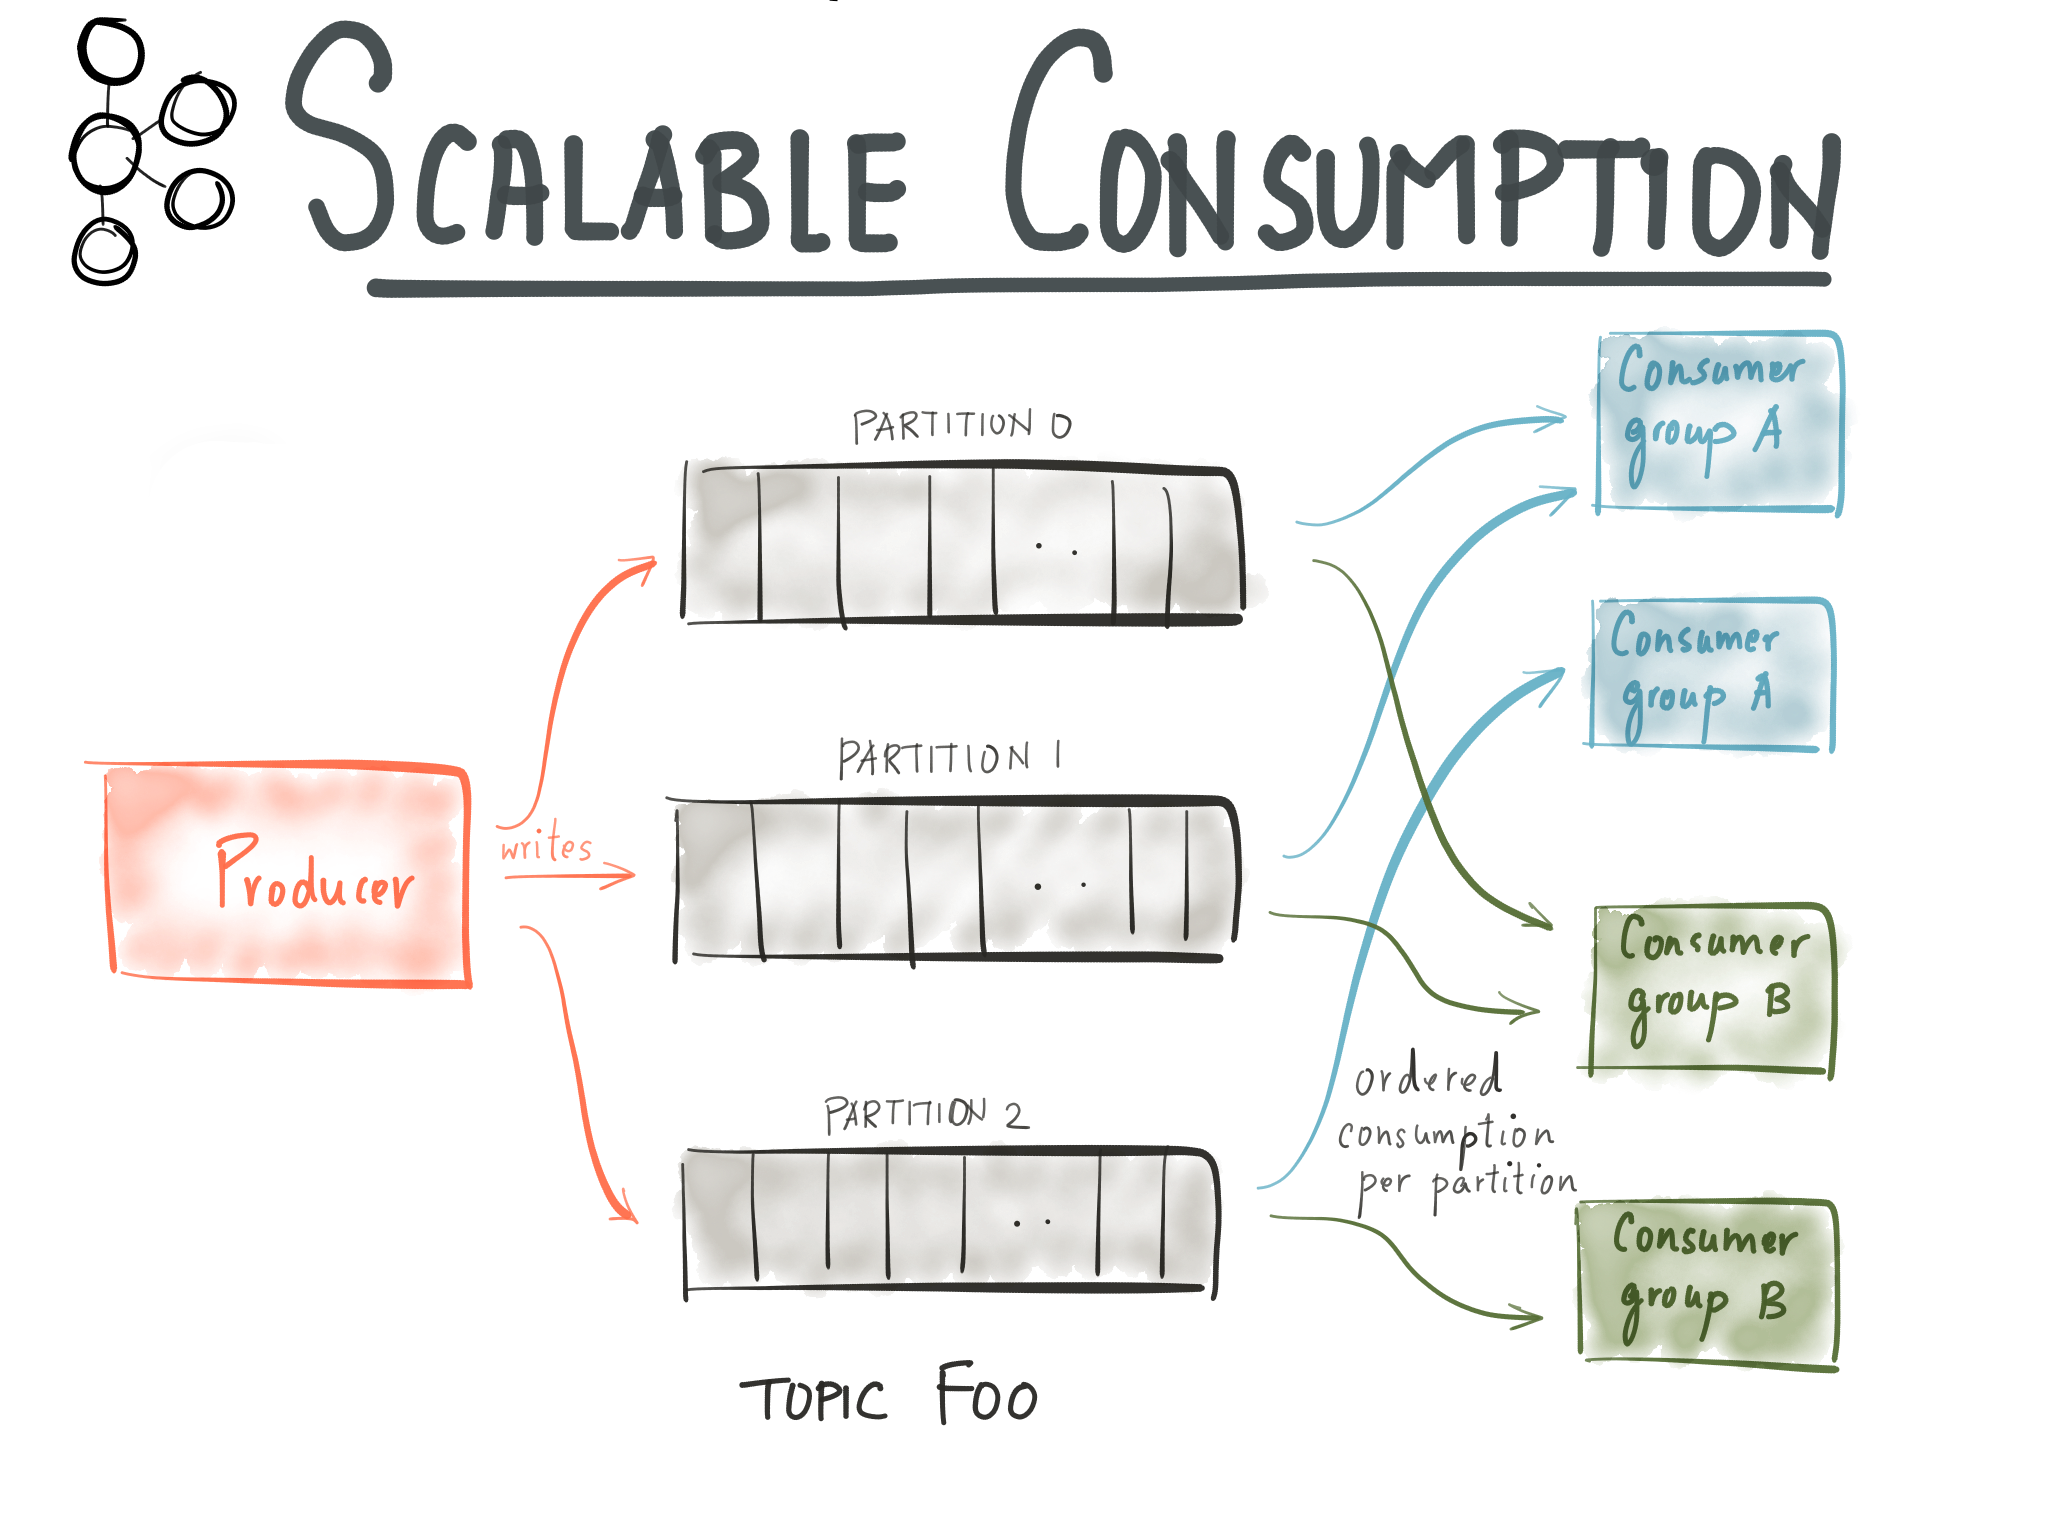 SCALABLE CONSUMPTION
Consumer
group A
PARTITION 0
Consumer
group A
PARTITION 1
writes
Producer
Consumer
group B
ordered
consumption
per partition
PARTITION 2
Consumer
group B
TOPIC FOO